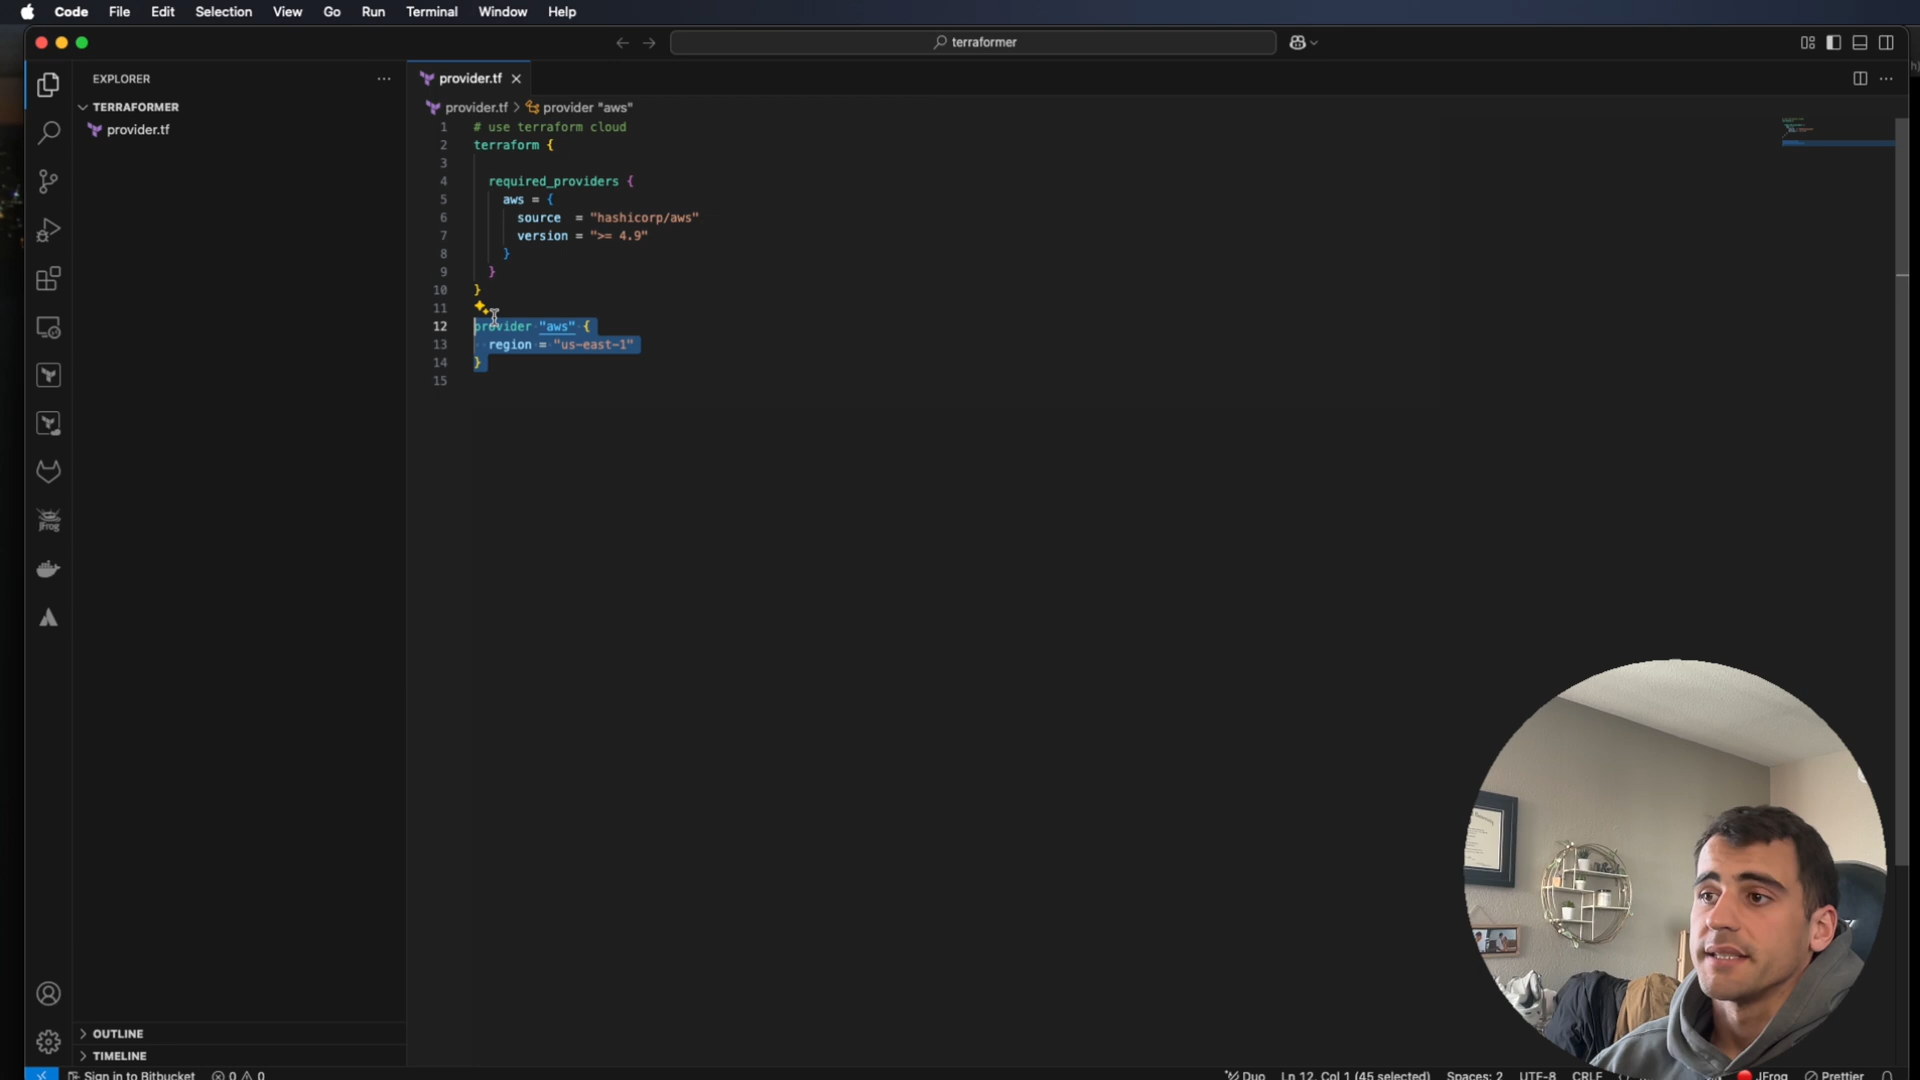 Code File Edit Selection View Go Run Terminal Window Help
terraformer
EXPLORER
TERRAFORMER
provider.tf
provider.tf
provider.tf > provider "aws"
1 # use terraform cloud
2 terraform {
3
4 required_providers {
5 aws = {
6 source = "hashicorp/aws"
7 version = ">= 4.9"
8 }
9 }
10 }
11
12 provider "aws" {
13 region = "us-east-1"
14 }
15
JFrog
OUTLINE
TIMELINE
Sign in to Bitbucket 0 0 Duo Ln 12, Col 1 (45 selected) Spaces: 2 UTF-8 CRLF JFrog Prettier